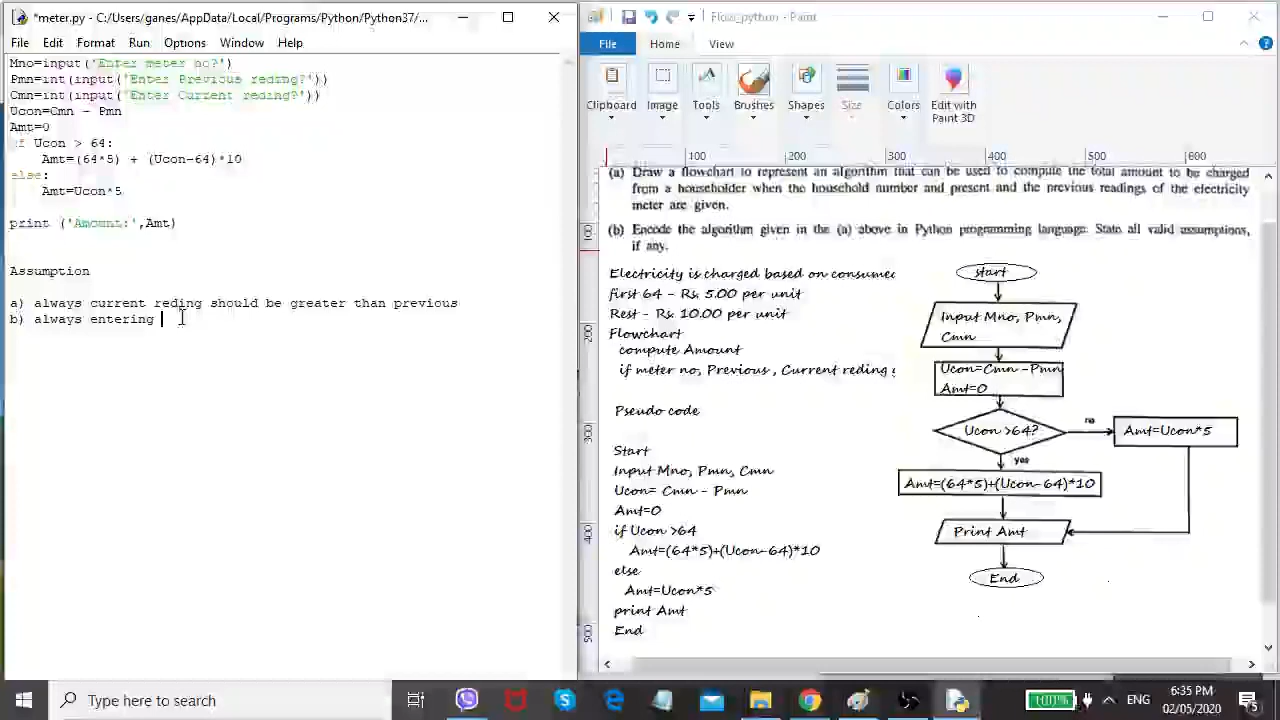 *meter.py - C:/Users/ganes/AppData/Local/Programs/Python/Python37/...
File Edit Format Run Options Window Help
Mno=input('Enter meter no?')
Pmn=int(input('Enter Previous reding?'))
Cmn=int(input('Enter Current reding?'))
Ucon=Cmn - Pmn
Amt=0
if Ucon > 64:
Amt=(64*5) + (Ucon-64)*10
else:
Amt=Ucon*5
print ('Amount:',Amt)
Assumption
a) always current reding should be greater than previous
b) always entering
Flow_python - Paint
File Home View
Clipboard Image Tools Brushes Shapes Size Colors Edit with
Paint 3D
100 200 300 400 500 600
100
200
300
400
500
(a) Draw a flowchart to represent an algorithm that can be used to compute the total amount to be charged
from a householder when the household number and present and the previous readings of the electricity
meter are given.
(b) Encode the algorithm given in the (a) above in Python programming language. State all valid assumptions,
if any.
Electricity is charged based on consumed
first 64 - Rs. 5.00 per unit
Rest - Rs. 10.00 per unit
Flowchart
compute Amount
if meter no, Previous , Current reding
Pseudo code
Start
Input Mno, Pmn, Cmn
Ucon= Cmn - Pmn
Amt=0
if Ucon >64
Amt=(64*5)+(Ucon-64)*10
else
Amt=Ucon*5
print Amt
End
start
Input Mno, Pmn,
Cmn
Ucon=Cmn -Pmn
Amt=0
Ucon >64?
no
Amt=Ucon*5
yes
Amt=(64*5)+(Ucon-64)*10
Print Amt
End
Type here to search
100%
ENG
6:35 PM
02/05/2020
5